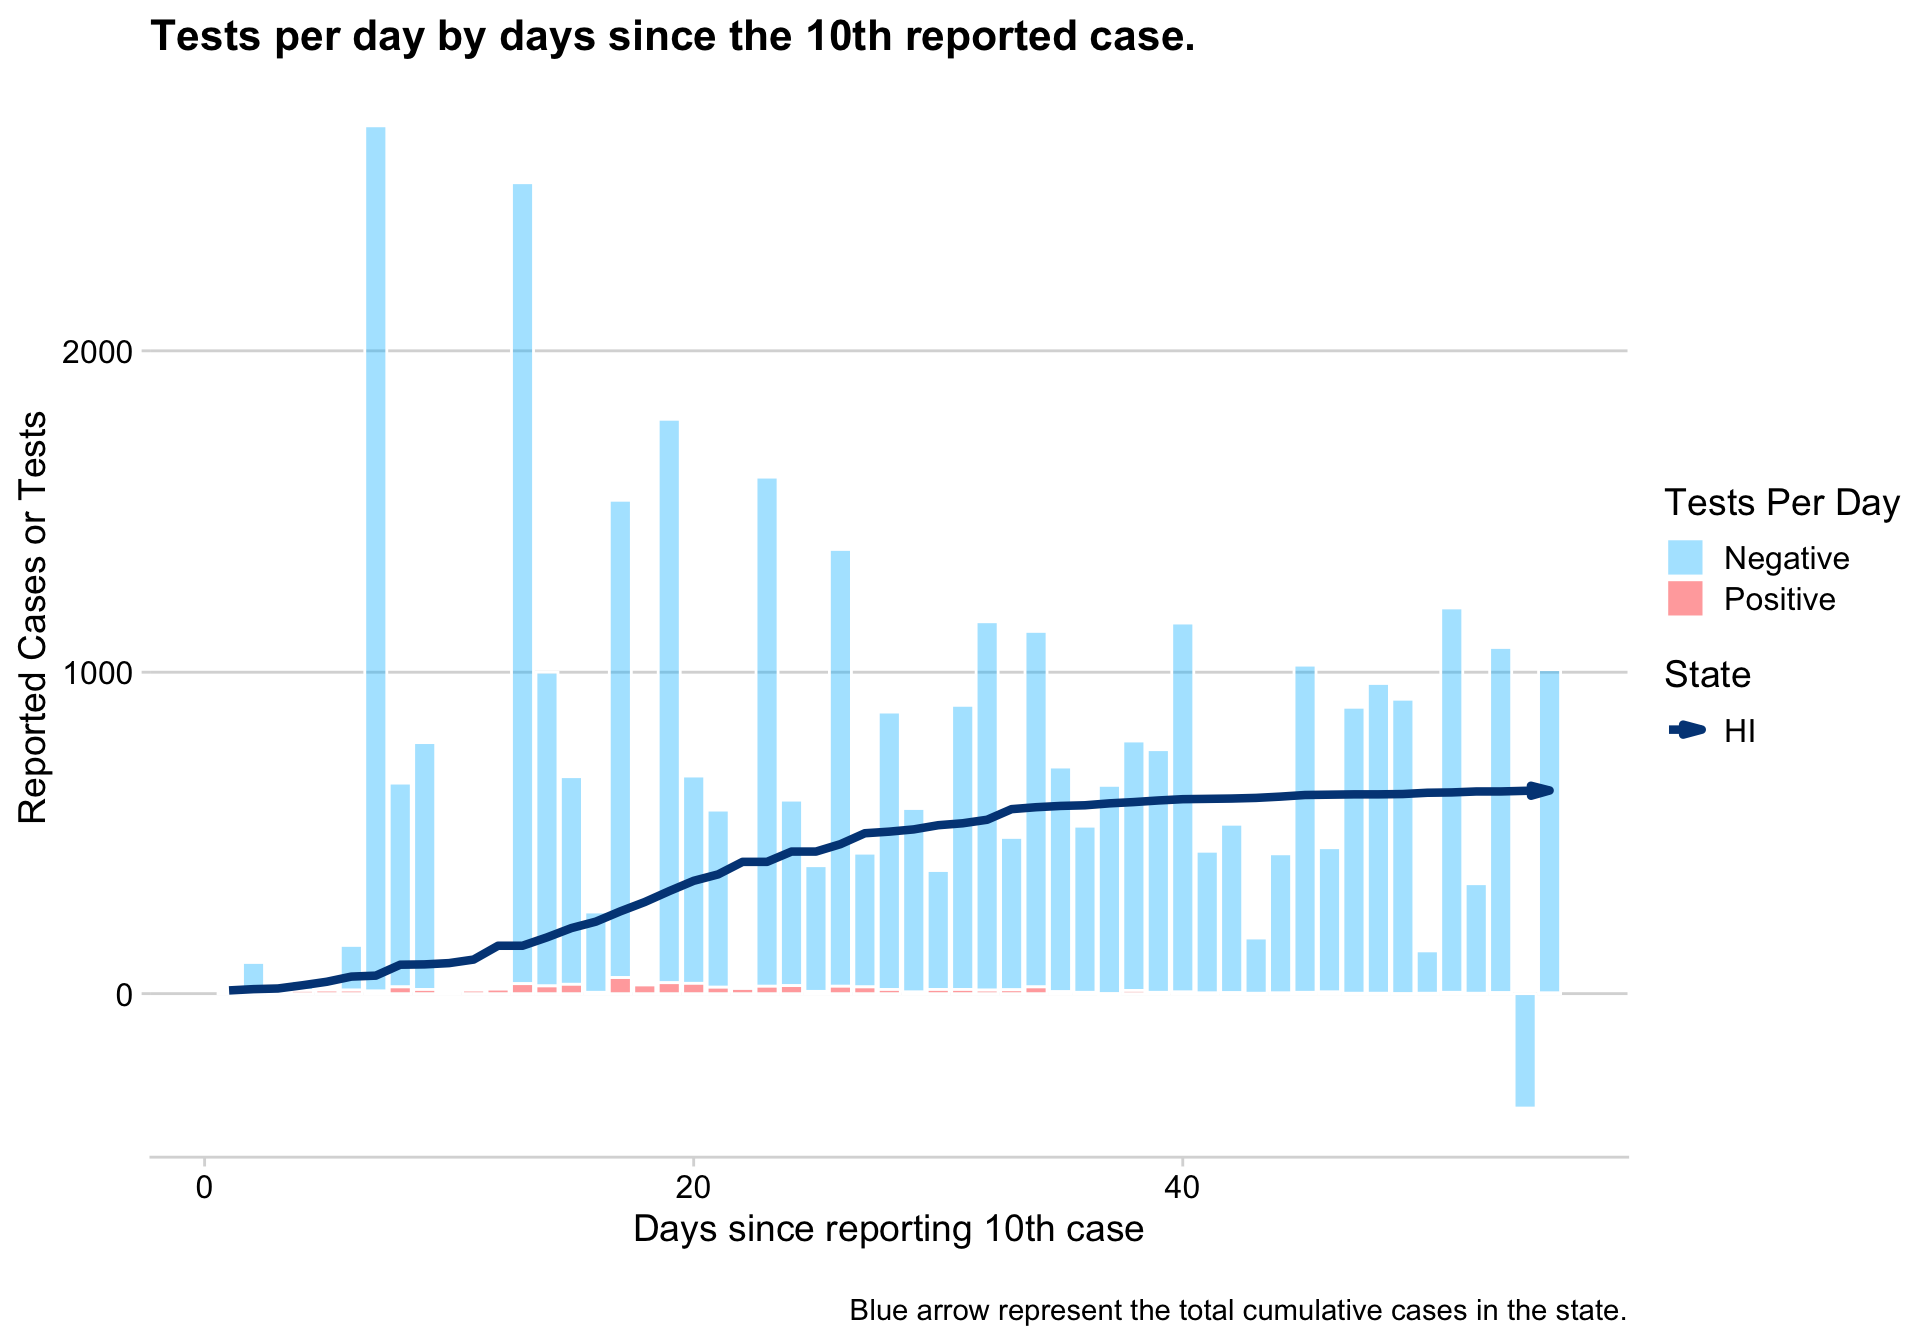 Tests per day by days since the 10th reported case.
Reported Cases or Tests
2000
1000
0
0
20
40
Days since reporting 10th case
Tests Per Day
Negative
Positive
State
HI
Blue arrow represent the total cumulative cases in the state.